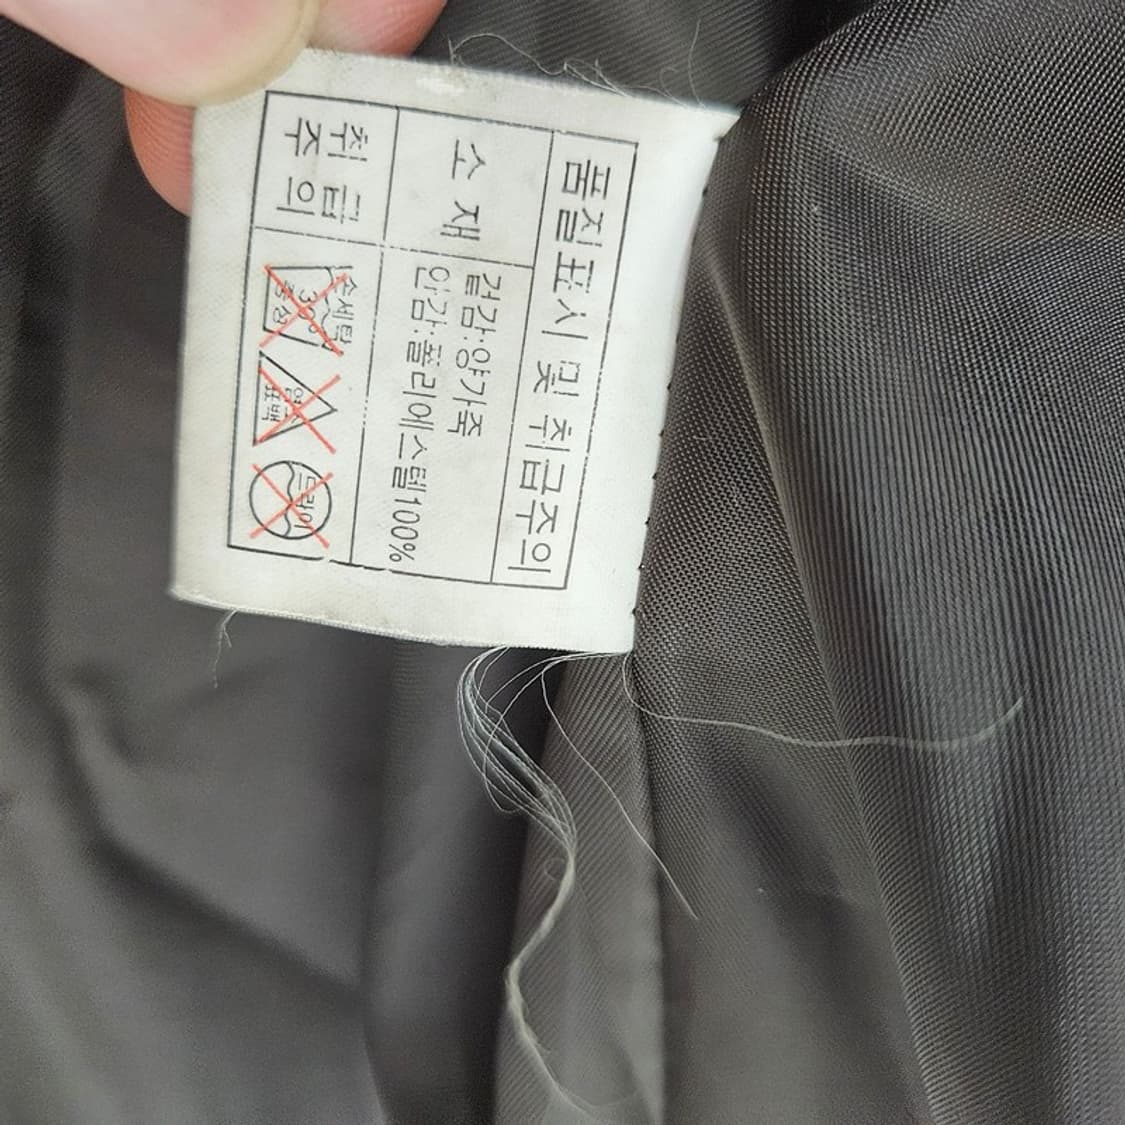 품질표시 및 취급주의
소 재
겉감:양가죽
안감:폴리에스텔100%
취 급
주 의
손세탁
30°
중성
염소
표백
드라이